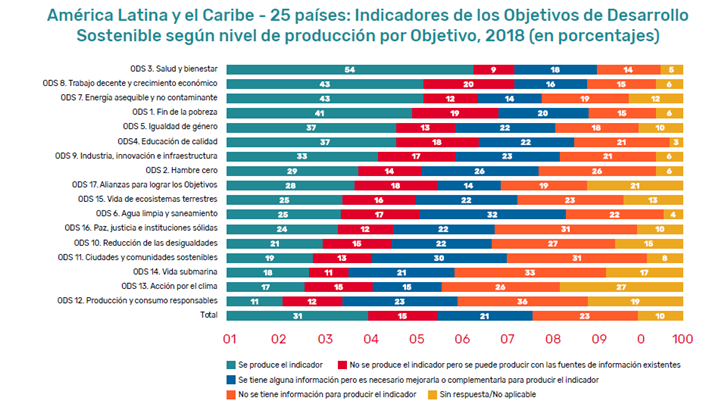 América Latina y el Caribe - 25 países: Indicadores de los Objetivos de Desarrollo
Sostenible según nivel de producción por Objetivo, 2018 (en porcentajes)
ODS 3. Salud y bienestar 54 9 18 14 5
ODS 8. Trabajo decente y crecimiento económico 43 20 16 15 6
ODS 7. Energía asequible y no contaminante 43 12 14 19 12
ODS 1. Fin de la pobreza 41 19 20 15 6
ODS 5. Igualdad de género 37 13 22 18 10
ODS4. Educación de calidad 37 18 22 21 3
ODS 9. Industria, innovación e infraestructura 33 17 23 21 6
ODS 2. Hambre cero 29 14 26 26 6
ODS 17. Alianzas para lograr los Objetivos 28 18 14 19 21
ODS 15. Vida de ecosistemas terrestres 25 16 22 23 13
ODS 6. Agua limpia y saneamiento 25 17 32 22 4
ODS 16. Paz, justicia e instituciones sólidas 24 12 22 31 10
ODS 10. Reducción de las desigualdades 21 15 22 27 15
ODS 11. Ciudades y comunidades sostenibles 19 13 30 31 8
ODS 14. Vida submarina 18 11 21 33 17
ODS 13. Acción por el clima 17 15 15 26 27
ODS 12. Producción y consumo responsables 11 12 23 36 19
Total 31 15 21 23 10
01 02 03 04 05 06 07 08 09 0 100
Se produce el indicador No se produce el indicador pero se puede producir con las fuentes de información existentes
Se tiene alguna información pero es necesario mejorarla o complementarla para producir el indicador
No se tiene información para producir el indicador Sin respuesta/No aplicable